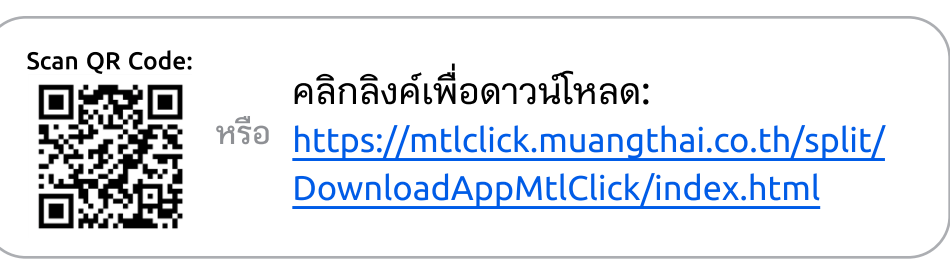 Scan QR Code:
หรือ
คลิกลิงค์เพื่อดาวน์โหลด:
https://mtlclick.muangthai.co.th/split/
DownloadAppMtlClick/index.html